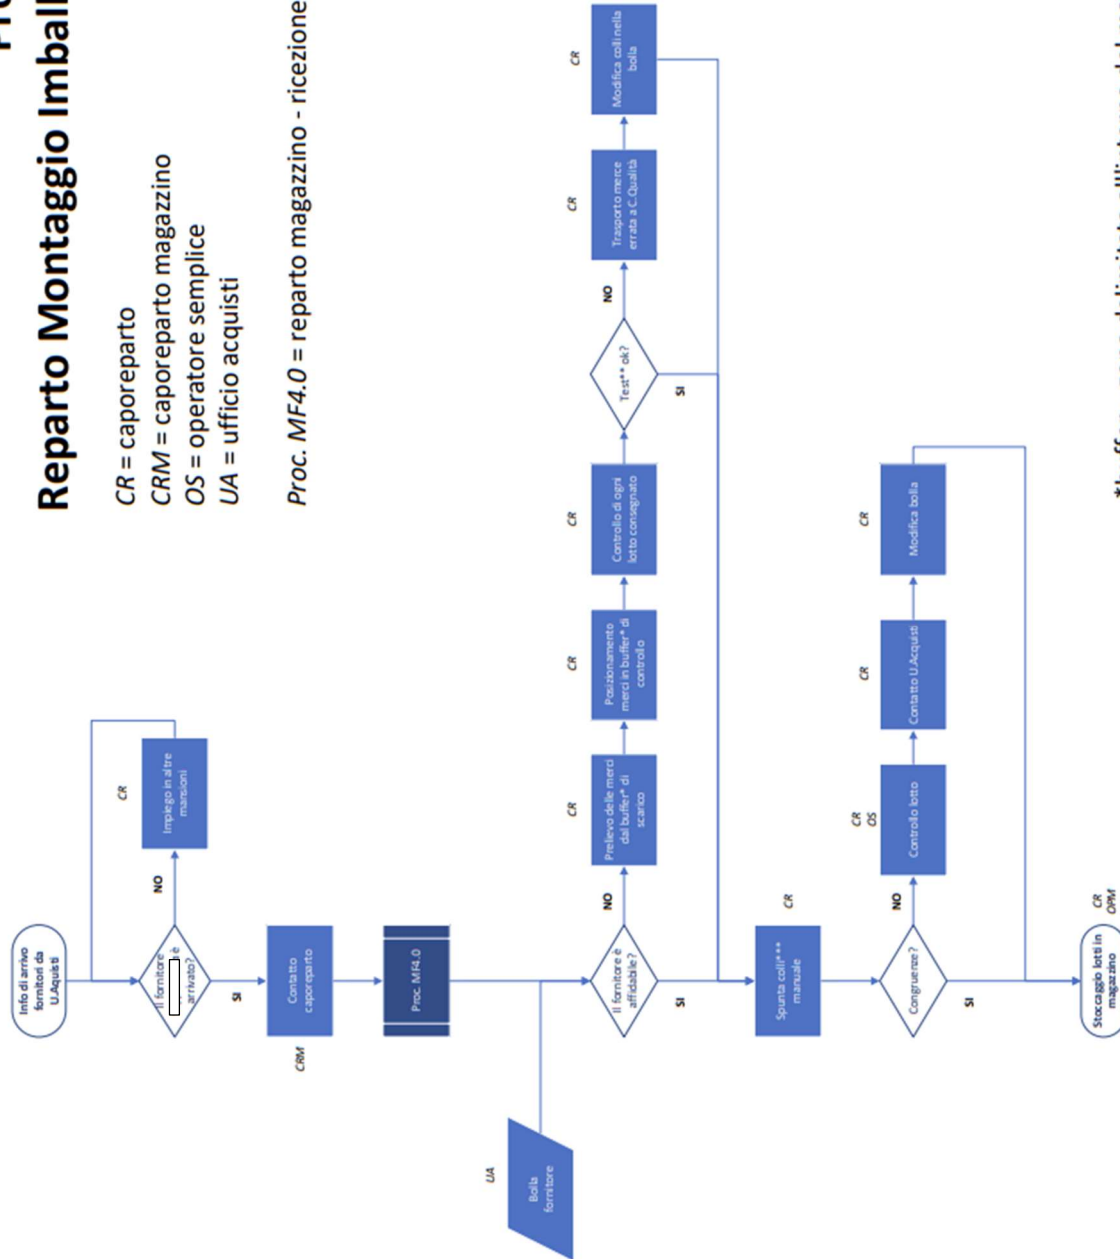 Reparto Montaggio Imball
CR = caporeparto
CRM = caporeparto magazzino
OS = operatore semplice
UA = ufficio acquisti
Proc. MF4.0 = reparto magazzino - ricezione
Info di arrivo
fornitori da
U.Aquisti
Il fornitore
è
arrivato?
NO
CR
Impiego in altre
mansioni
SI
CRM
Contatto
caporeparto
Proc. MF4.0
UA
Bolla
fornitore
Il fornitore è
affidabile?
NO
CR
Prelievo delle merci
dal buffer* di
scarico
CR
Posizionamento
merci in buffer* di
controllo
CR
Controllo di ogni
lotto consegnato
Test** ok?
NO
CR
Trasporto merce
errata a C.Qualità
CR
Modifica colli nella
bolla
SI
SI
Spunta colli***
manuale
CR
Congruenze?
NO
CR
OS
Controllo lotto
CR
Contatto U.Acquisti
CR
Modifica bolla
SI
Stoccaggio lotti in
magazzino
CR
OPM